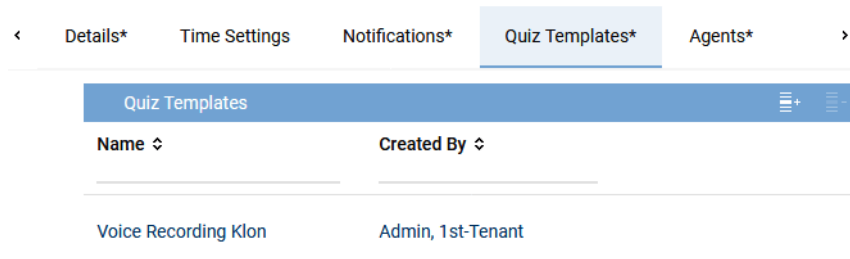 Details* Time Settings Notifications* Quiz Templates* Agents*
Quiz Templates
Name Created By
Voice Recording Klon Admin, 1st-Tenant